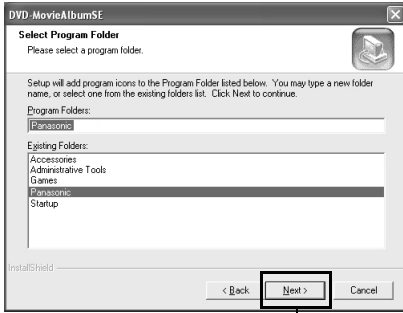 DVD-MovieAlbumSE
Select Program Folder
Please select a program folder.
Setup will add program icons to the Program Folder listed below. You may type a new folder
name, or select one from the existing folders list. Click Next to continue.
Program Folders:
Panasonic
Existing Folders:
Accessories
Administrative Tools
Games
Panasonic
Startup
InstallShield
< Back
Next >
Cancel